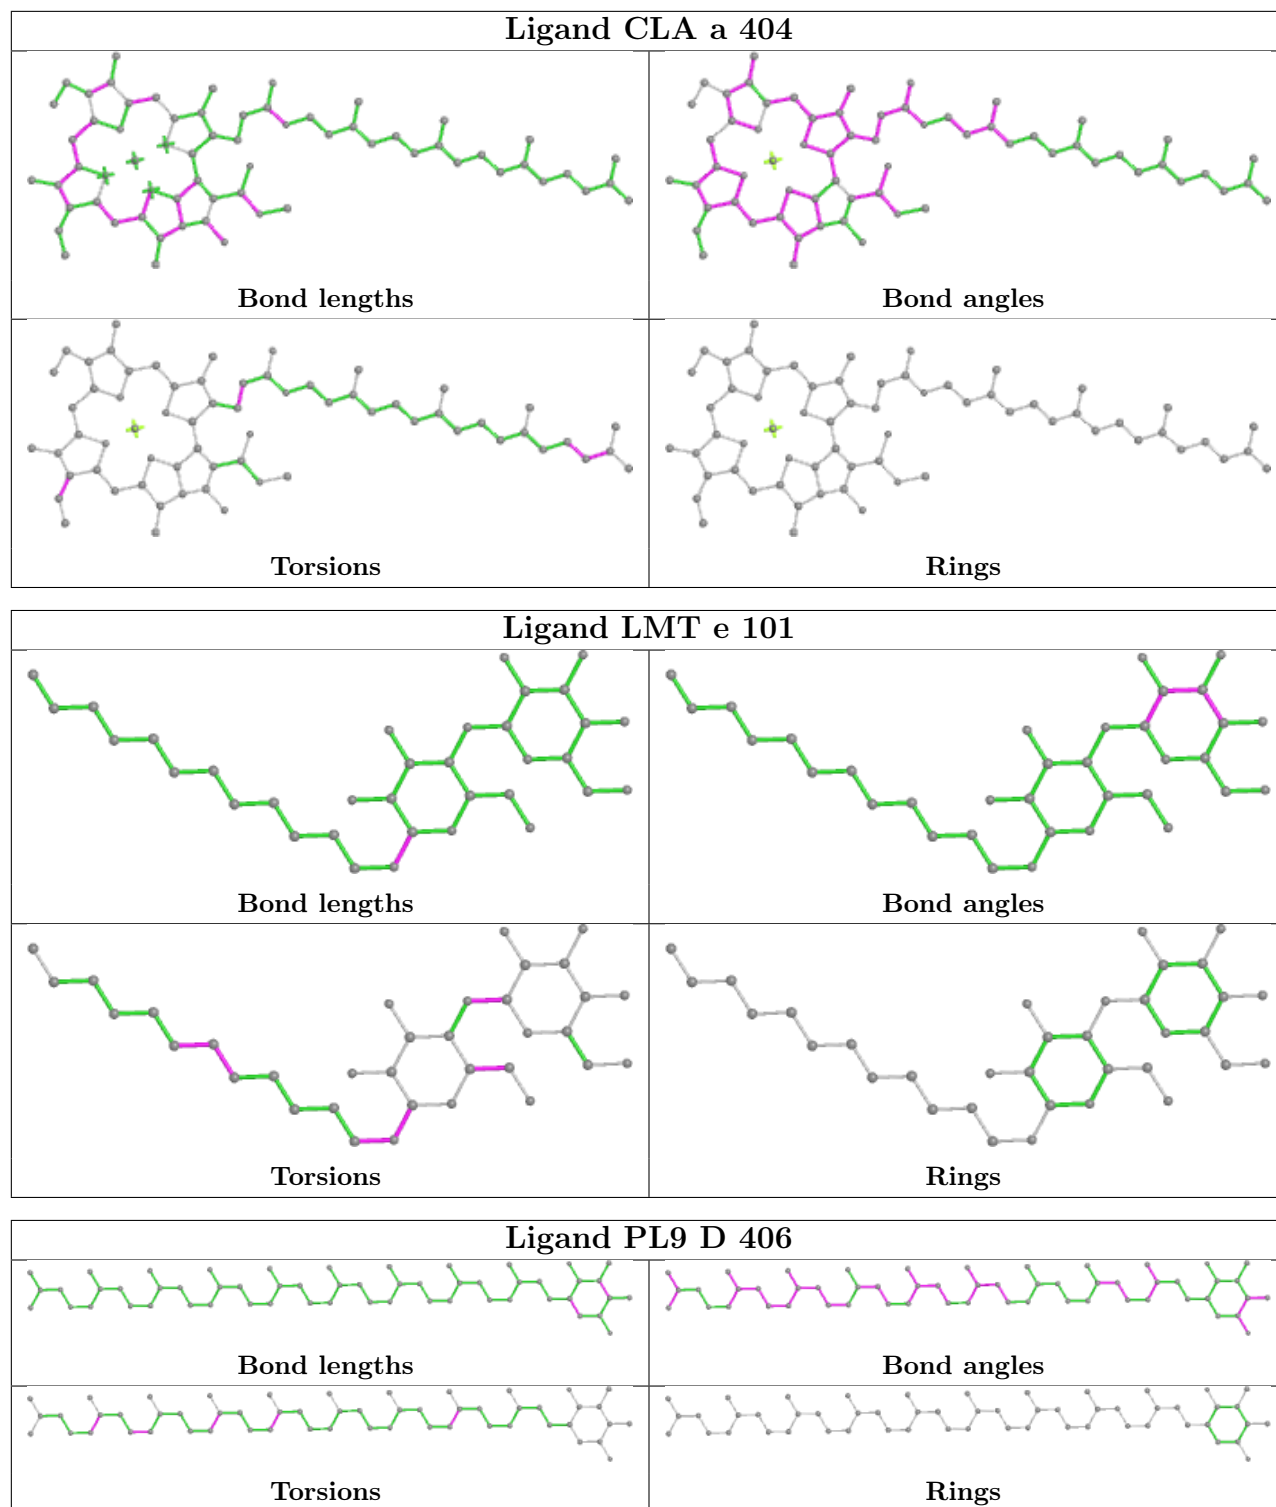 Ligand CLA a 404
Bond lengths
Bond angles
Torsions
Rings
Ligand LMT e 101
Bond lengths
Bond angles
Torsions
Rings
Ligand PL9 D 406
Bond lengths
Bond angles
Torsions
Rings